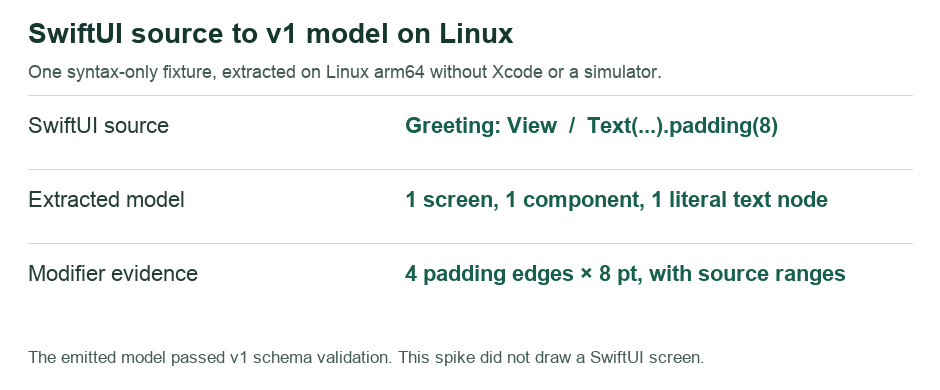 SwiftUI source to v1 model on Linux
One syntax-only fixture, extracted on Linux arm64 without Xcode or a simulator.
SwiftUI source
Greeting: View / Text(...).padding(8)
Extracted model
1 screen, 1 component, 1 literal text node
Modifier evidence
4 padding edges × 8 pt, with source ranges
The emitted model passed v1 schema validation. This spike did not draw a SwiftUI screen.